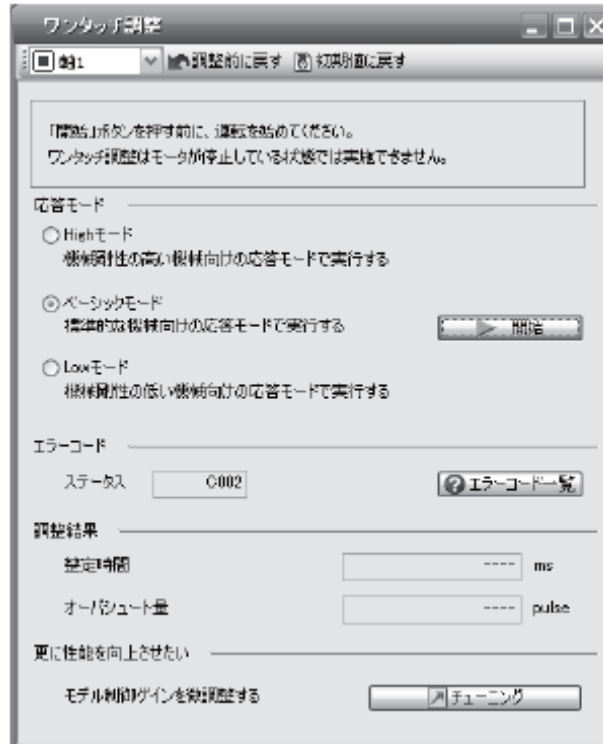 ワンタッチ調整
軸1 調整前に戻す 初期値に戻す
「開始」ボタンを押す前に、運転を始めてください。
ワンタッチ調整はモータが停止している状態では実施できません。
応答モード
Highモード
機械剛性の高い機械向けの応答モードで実行する
ベーシックモード
標準的な機械向けの応答モードで実行する
開始
Lowモード
機械剛性の低い機械向けの応答モードで実行する
エラーコード
ステータス C002 エラーコード一覧
調整結果
整定時間 ---- ms
オーバシュート量 ---- pulse
更に性能を向上させたい
モデル制御ゲインを微調整する チューニング